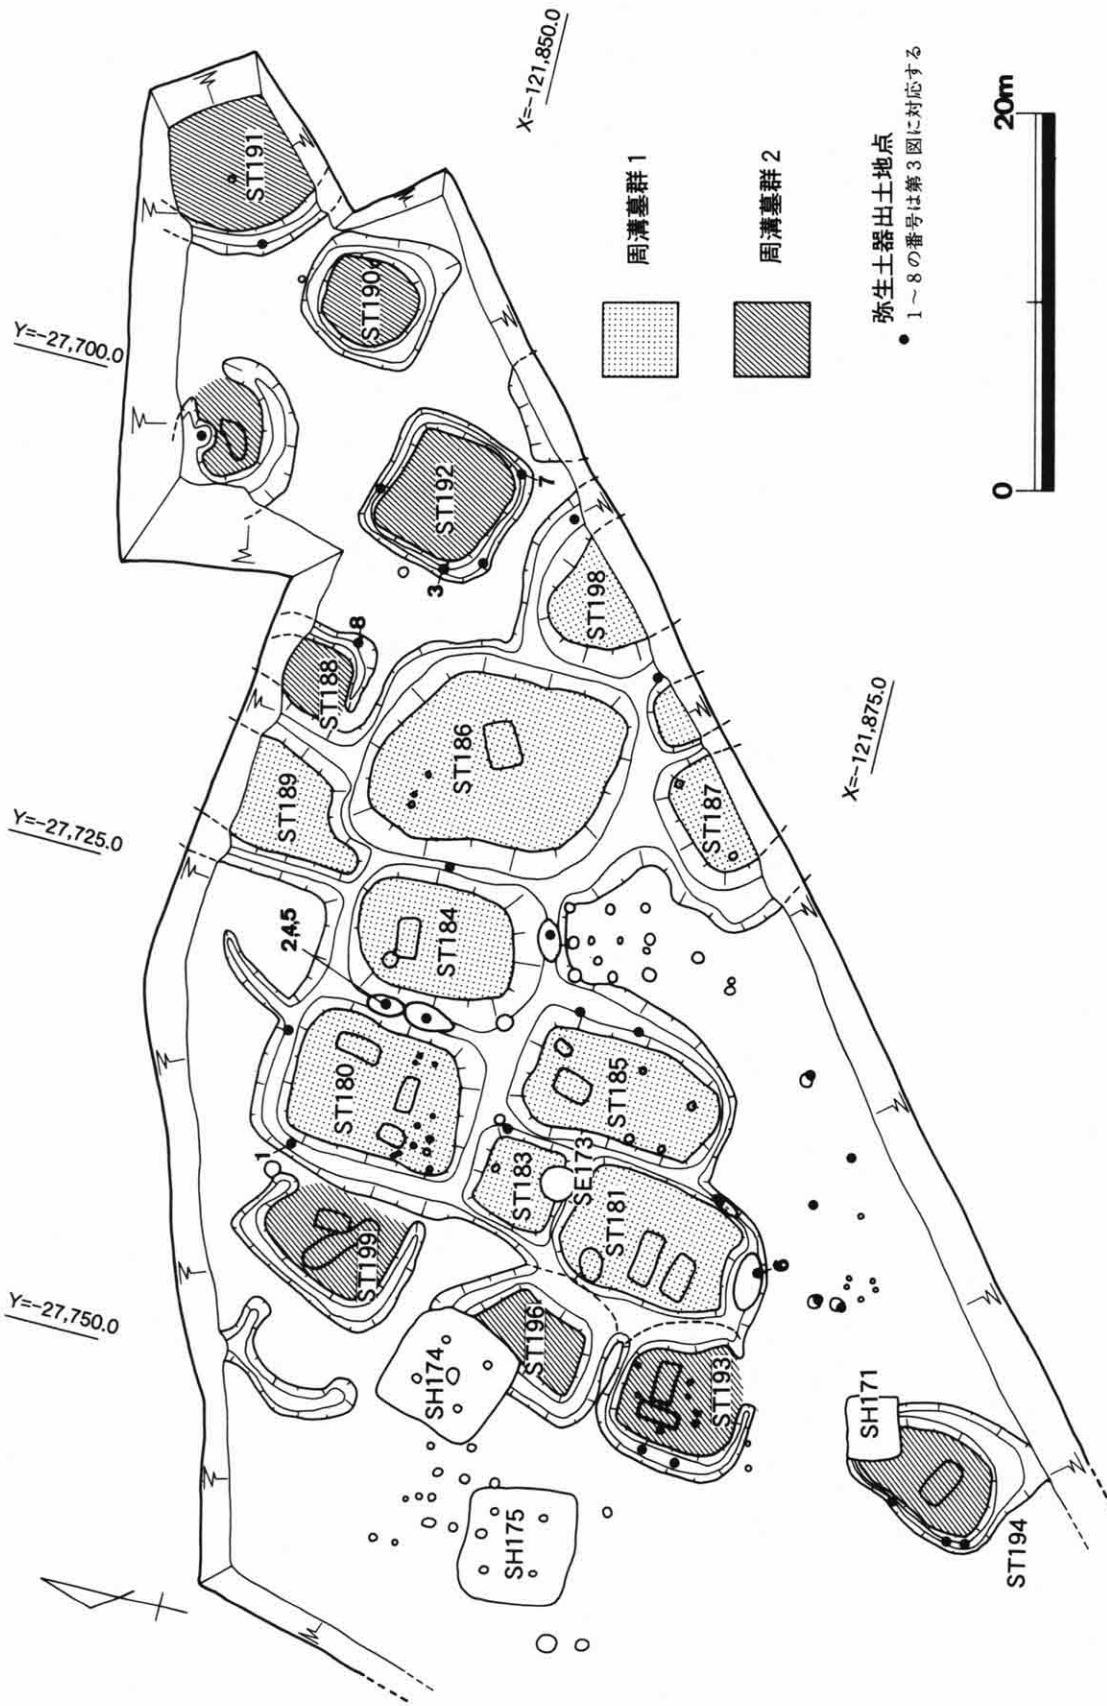 Y=-27,700.0
Y=-27,725.0
Y=-27,750.0
X=-121,850.0
X=-121,875.0
ST191
ST190
ST192
7
3
ST198
8
ST188
ST186
ST189
ST187
2,4,5
ST184
ST180
1
ST185
ST183
SE173
ST181
6
ST199
ST196
SH174
ST193
SH175
SH171
ST194
周溝墓群1
周溝墓群2
弥生土器出土地点
1～8の番号は第3図に対応する
0
20m